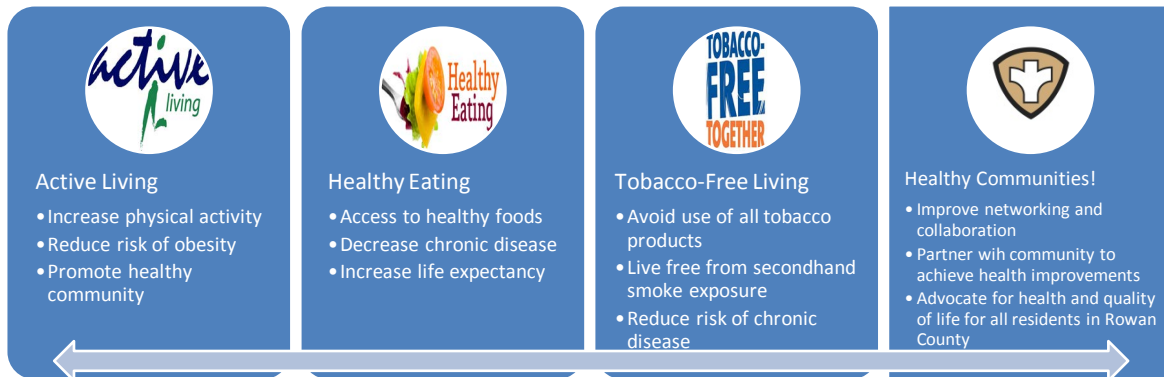 active
living
Active Living
•Increase physical activity
•Reduce risk of obesity
•Promote healthy
community
Healthy
Eating
Healthy Eating
•Access to healthy foods
•Decrease chronic disease
•Increase life expectancy
TOBACCO-
FREE
TOGETHER
Tobacco-Free Living
•Avoid use of all tobacco
products
•Live free from secondhand
smoke exposure
•Reduce risk of chronic
disease
Healthy Communities!
•Improve networking and
collaboration
•Partner wih community to
achieve health improvements
•Advocate for health and quality
of life for all residents in Rowan
County